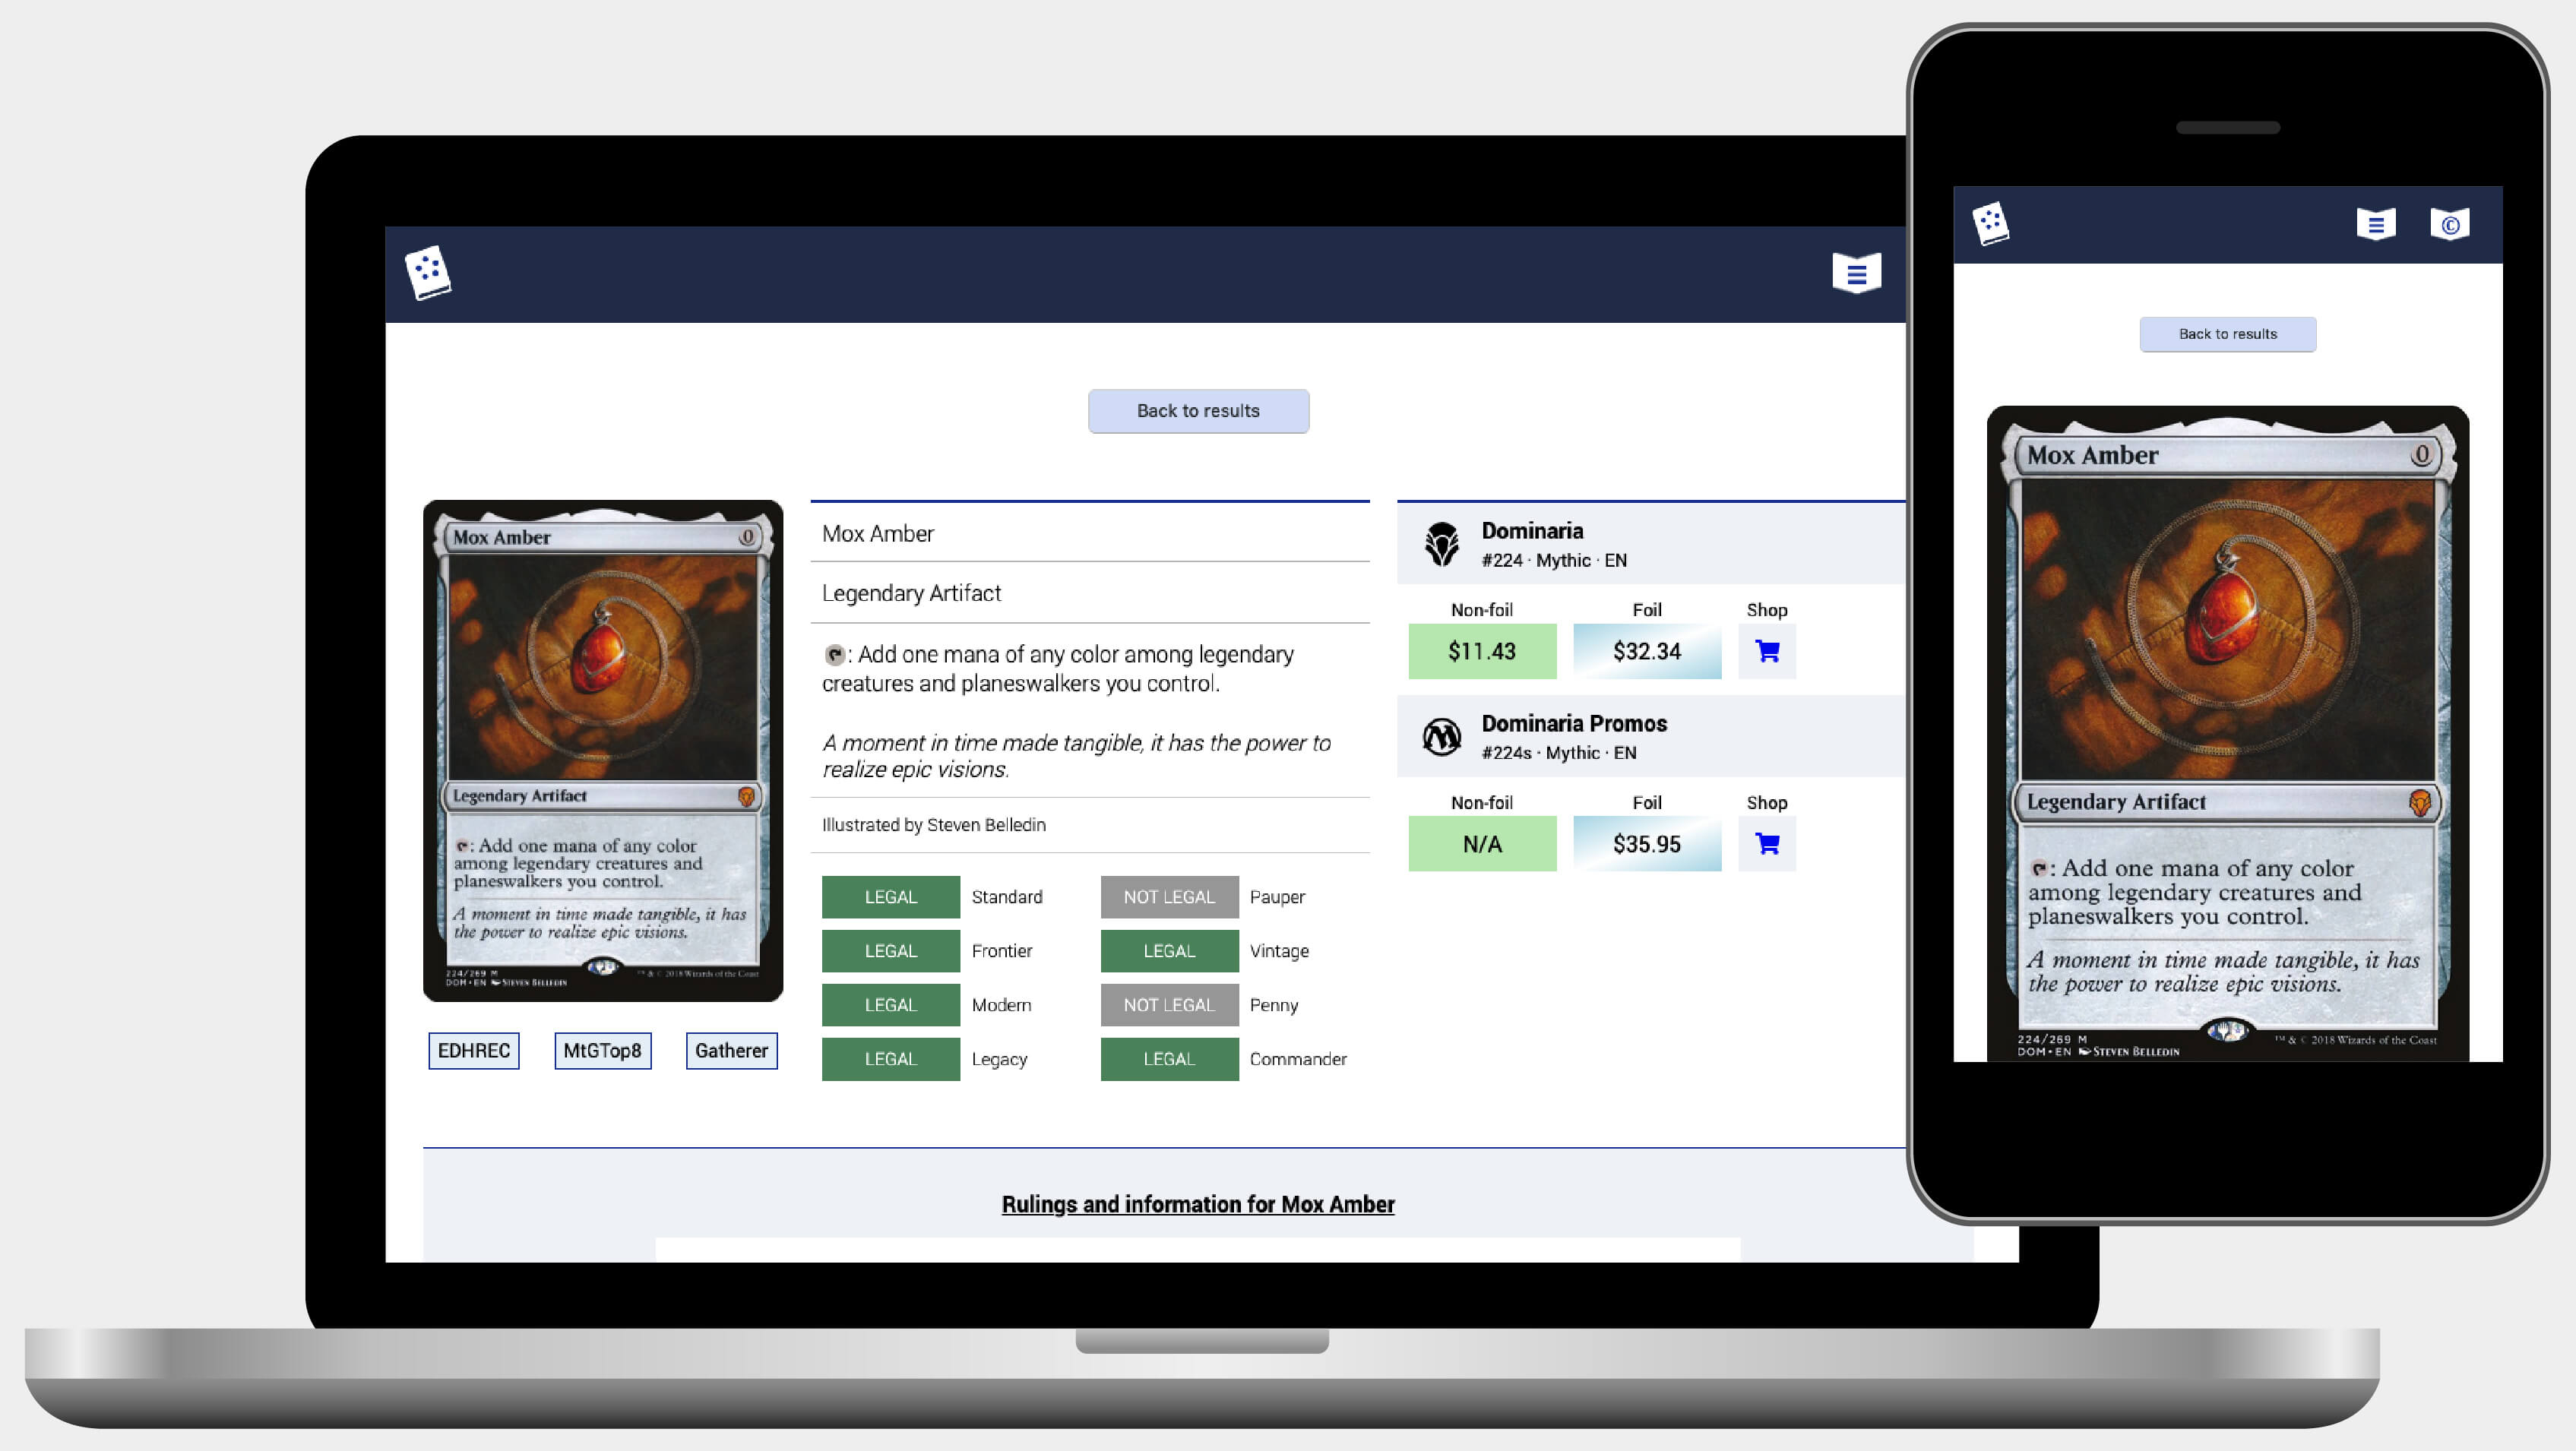 Back to results
Mox Amber
0
Legendary Artifact
: Add one mana of any color
among legendary creatures and
planeswalkers you control.
A moment in time made tangible, it has
the power to realize epic visions.
224/269 M
DOM • EN STEVEN BELLEDIN
™ & © 2018 Wizards of the Coast
EDHREC
MtGTop8
Gatherer
Mox Amber
Legendary Artifact
: Add one mana of any color among legendary
creatures and planeswalkers you control.
A moment in time made tangible, it has the power to
realize epic visions.
Illustrated by Steven Belledin
LEGAL Standard NOT LEGAL Pauper
LEGAL Frontier LEGAL Vintage
LEGAL Modern NOT LEGAL Penny
LEGAL Legacy LEGAL Commander
Dominaria
#224 · Mythic · EN
Non-foil Foil Shop
$11.43 $32.34
Dominaria Promos
#224s · Mythic · EN
Non-foil Foil Shop
N/A $35.95
Rulings and information for Mox Amber
©
Back to results
Mox Amber
0
Legendary Artifact
: Add one mana of any color
among legendary creatures and
planeswalkers you control.
A moment in time made tangible, it has
the power to realize epic visions.
224/269 M
DOM • EN STEVEN BELLEDIN
™ & © 2018 Wizards of the Coast